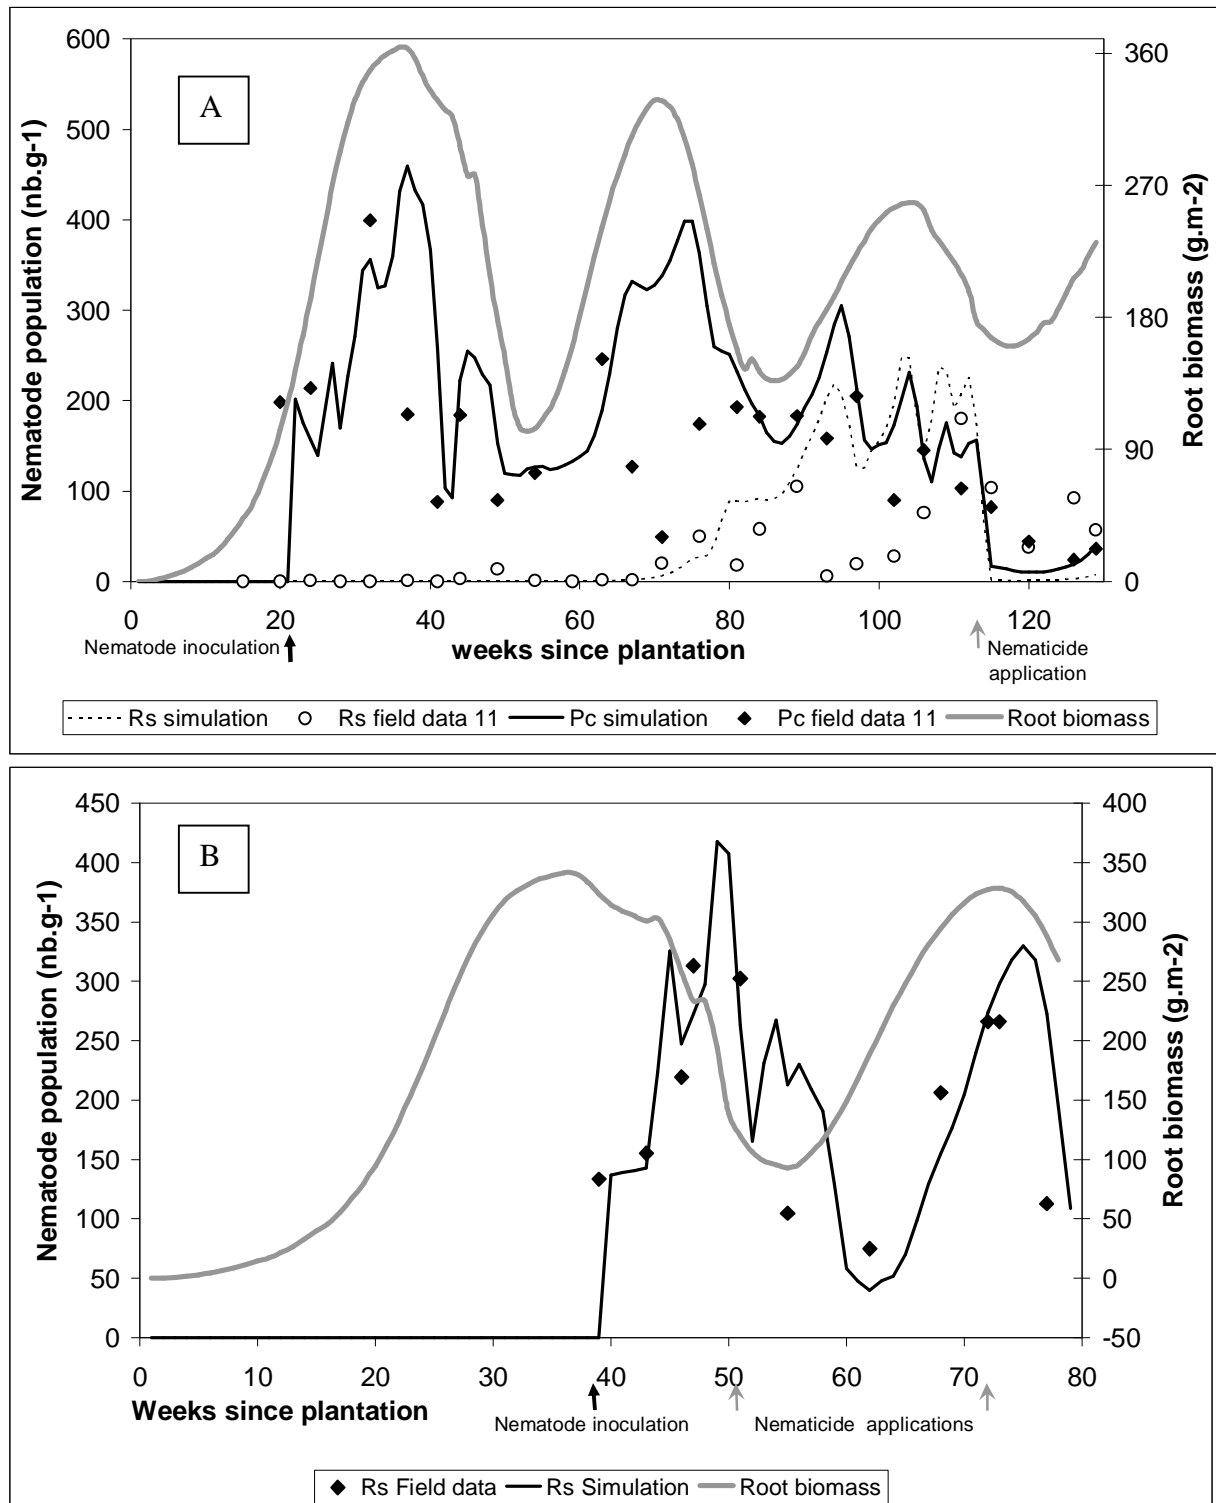 A
Nematode population (nb.g-1)
600
500
400
300
200
100
0
360
270
180
90
0
Root biomass (g.m-2)
0 20 40 60 80 100 120
Nematode inoculation
weeks since plantation
Nematicide
application
Rs simulation Rs field data 11 Pc simulation Pc field data 11 Root biomass
B
Nematode population (nb.g-1)
450
400
350
300
250
200
150
100
50
0
400
350
300
250
200
150
100
50
0
-50
Root biomass (g.m-2)
0 10 20 30 40 50 60 70 80
Weeks since plantation
Nematode inoculation
Nematicide applications
Rs Field data Rs Simulation Root biomass